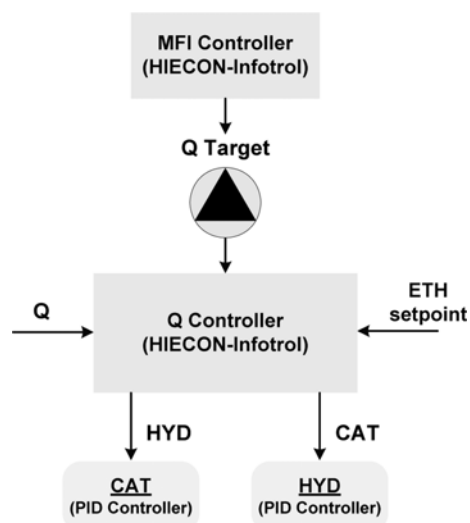 MFI Controller
(HIECON-Infotrol)
Q Target
Q
Q Controller
(HIECON-Infotrol)
ETH
setpoint
HYD
CAT
CAT
(PID Controller)
HYD
(PID Controller)